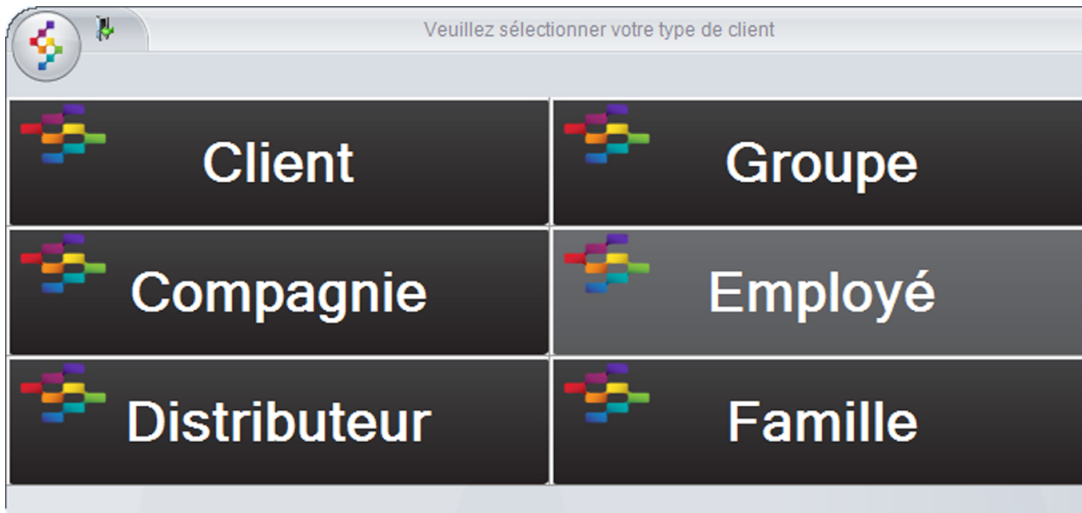 Veuillez sélectionner votre type de client
Client
Groupe
Compagnie
Employé
Distributeur
Famille